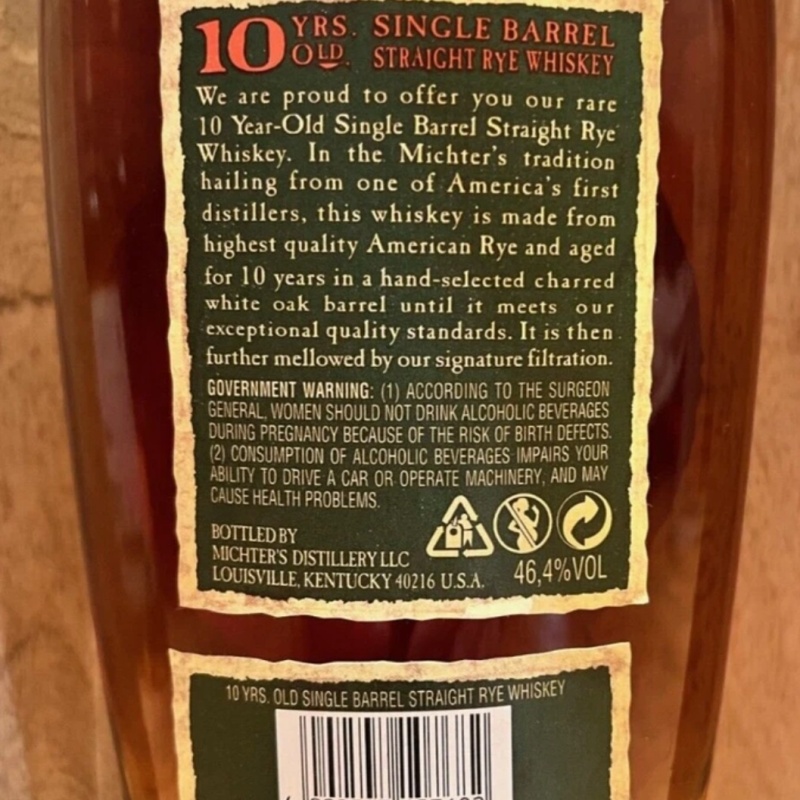 10 YRS. OLD. SINGLE BARREL
STRAIGHT RYE WHISKEY
We are proud to offer you our rare
10 Year-Old Single Barrel Straight Rye
Whiskey. In the Michter's tradition
hailing from one of America's first
distillers, this whiskey is made from
highest quality American Rye and aged
for 10 years in a hand-selected charred
white oak barrel until it meets our
exceptional quality standards. It is then
further mellowed by our signature filtration.
GOVERNMENT WARNING: (1) ACCORDING TO THE SURGEON
GENERAL, WOMEN SHOULD NOT DRINK ALCOHOLIC BEVERAGES
DURING PREGNANCY BECAUSE OF THE RISK OF BIRTH DEFECTS.
(2) CONSUMPTION OF ALCOHOLIC BEVERAGES IMPAIRS YOUR
ABILITY TO DRIVE A CAR OR OPERATE MACHINERY, AND MAY
CAUSE HEALTH PROBLEMS.
BOTTLED BY
MICHTER'S DISTILLERY LLC
LOUISVILLE, KENTUCKY 40216 U.S.A.
46,4%VOL
10 YRS. OLD SINGLE BARREL STRAIGHT RYE WHISKEY